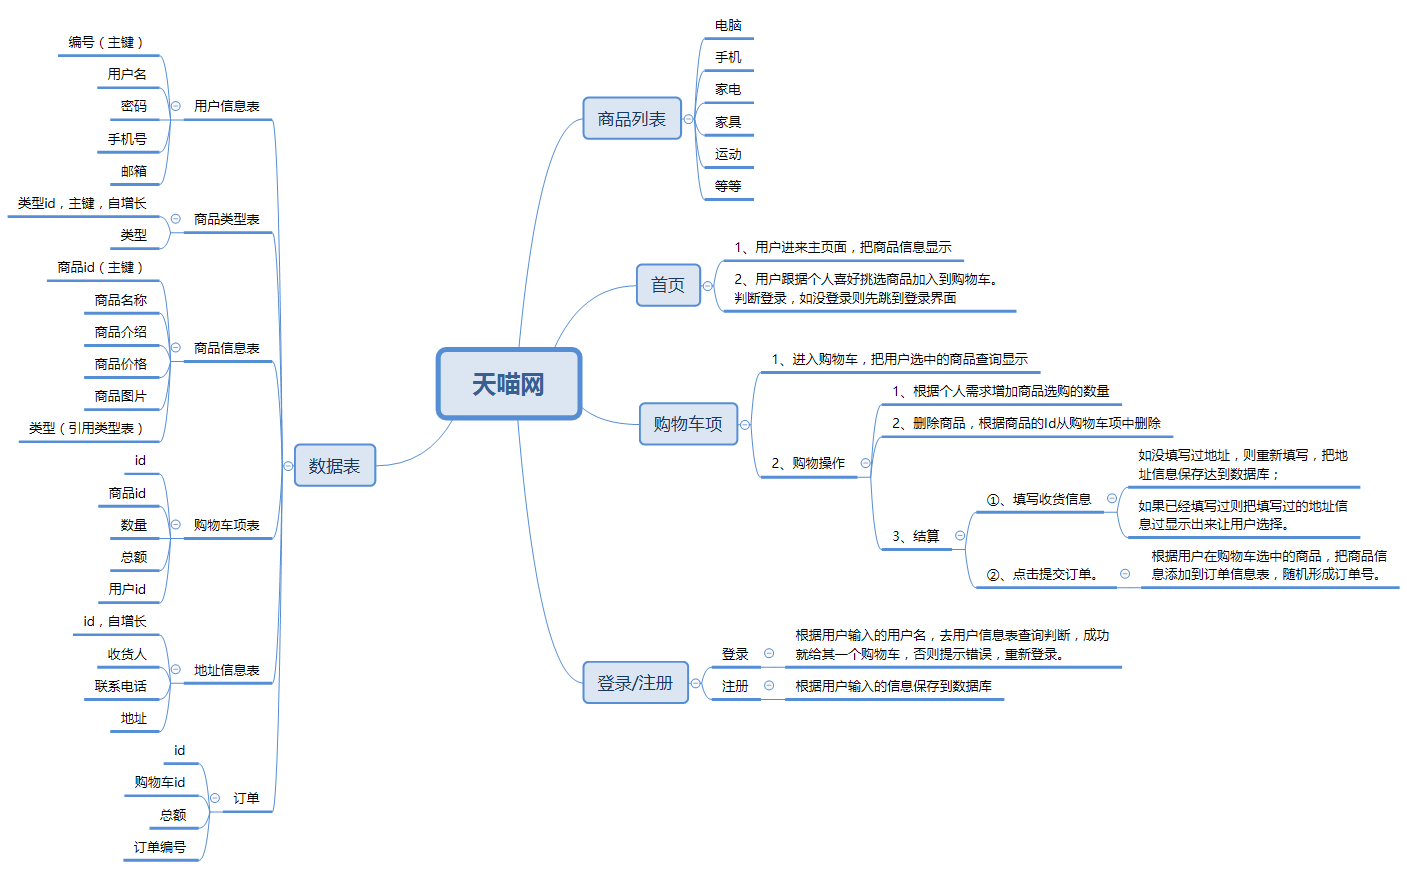 天喵网
商品列表
电脑
手机
家电
家具
运动
等等
首页
1、用户进来主页面，把商品信息显示
2、用户跟据个人喜好挑选商品加入到购物车。
判断登录，如没登录则先跳到登录界面
购物车项
1、进入购物车，把用户选中的商品查询显示
2、购物操作
1、根据个人需求增加商品选购的数量
2、删除商品，根据商品的Id从购物车项中删除
3、结算
①、填写收货信息
如没填写过地址，则重新填写，把地
址信息保存达到数据库；
如果已经填写过则把填写过的地址信
息过显示出来让用户选择。
②、点击提交订单。
根据用户在购物车选中的商品，把商品信
息添加到订单信息表，随机形成订单号。
登录/注册
登录
根据用户输入的用户名，去用户信息表查询判断，成功
就给其一个购物车，否则提示错误，重新登录。
注册
根据用户输入的信息保存到数据库
数据表
用户信息表
编号（主键）
用户名
密码
手机号
邮箱
商品类型表
类型id，主键，自增长
类型
商品信息表
商品id（主键）
商品名称
商品介绍
商品价格
商品图片
类型（引用类型表）
购物车项表
id
商品id
数量
总额
用户id
地址信息表
id，自增长
收货人
联系电话
地址
订单
id
购物车id
总额
订单编号